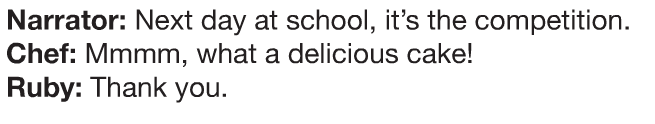 Narrator: Next day at school, it’s the competition.
Chef: Mmmm, what a delicious cake!
Ruby: Thank you.